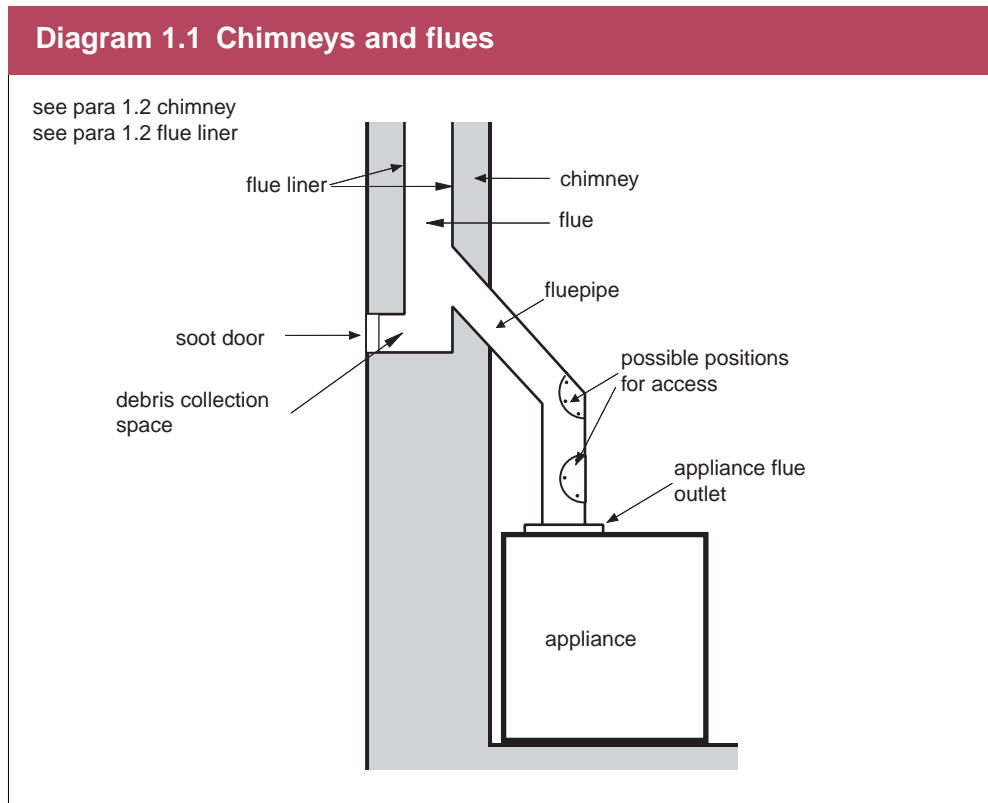 Diagram 1.1 Chimneys and flues
see para 1.2 chimney
see para 1.2 flue liner
flue liner
chimney
flue
fluepipe
soot door
possible positions
for access
debris collection
space
appliance flue
outlet
appliance